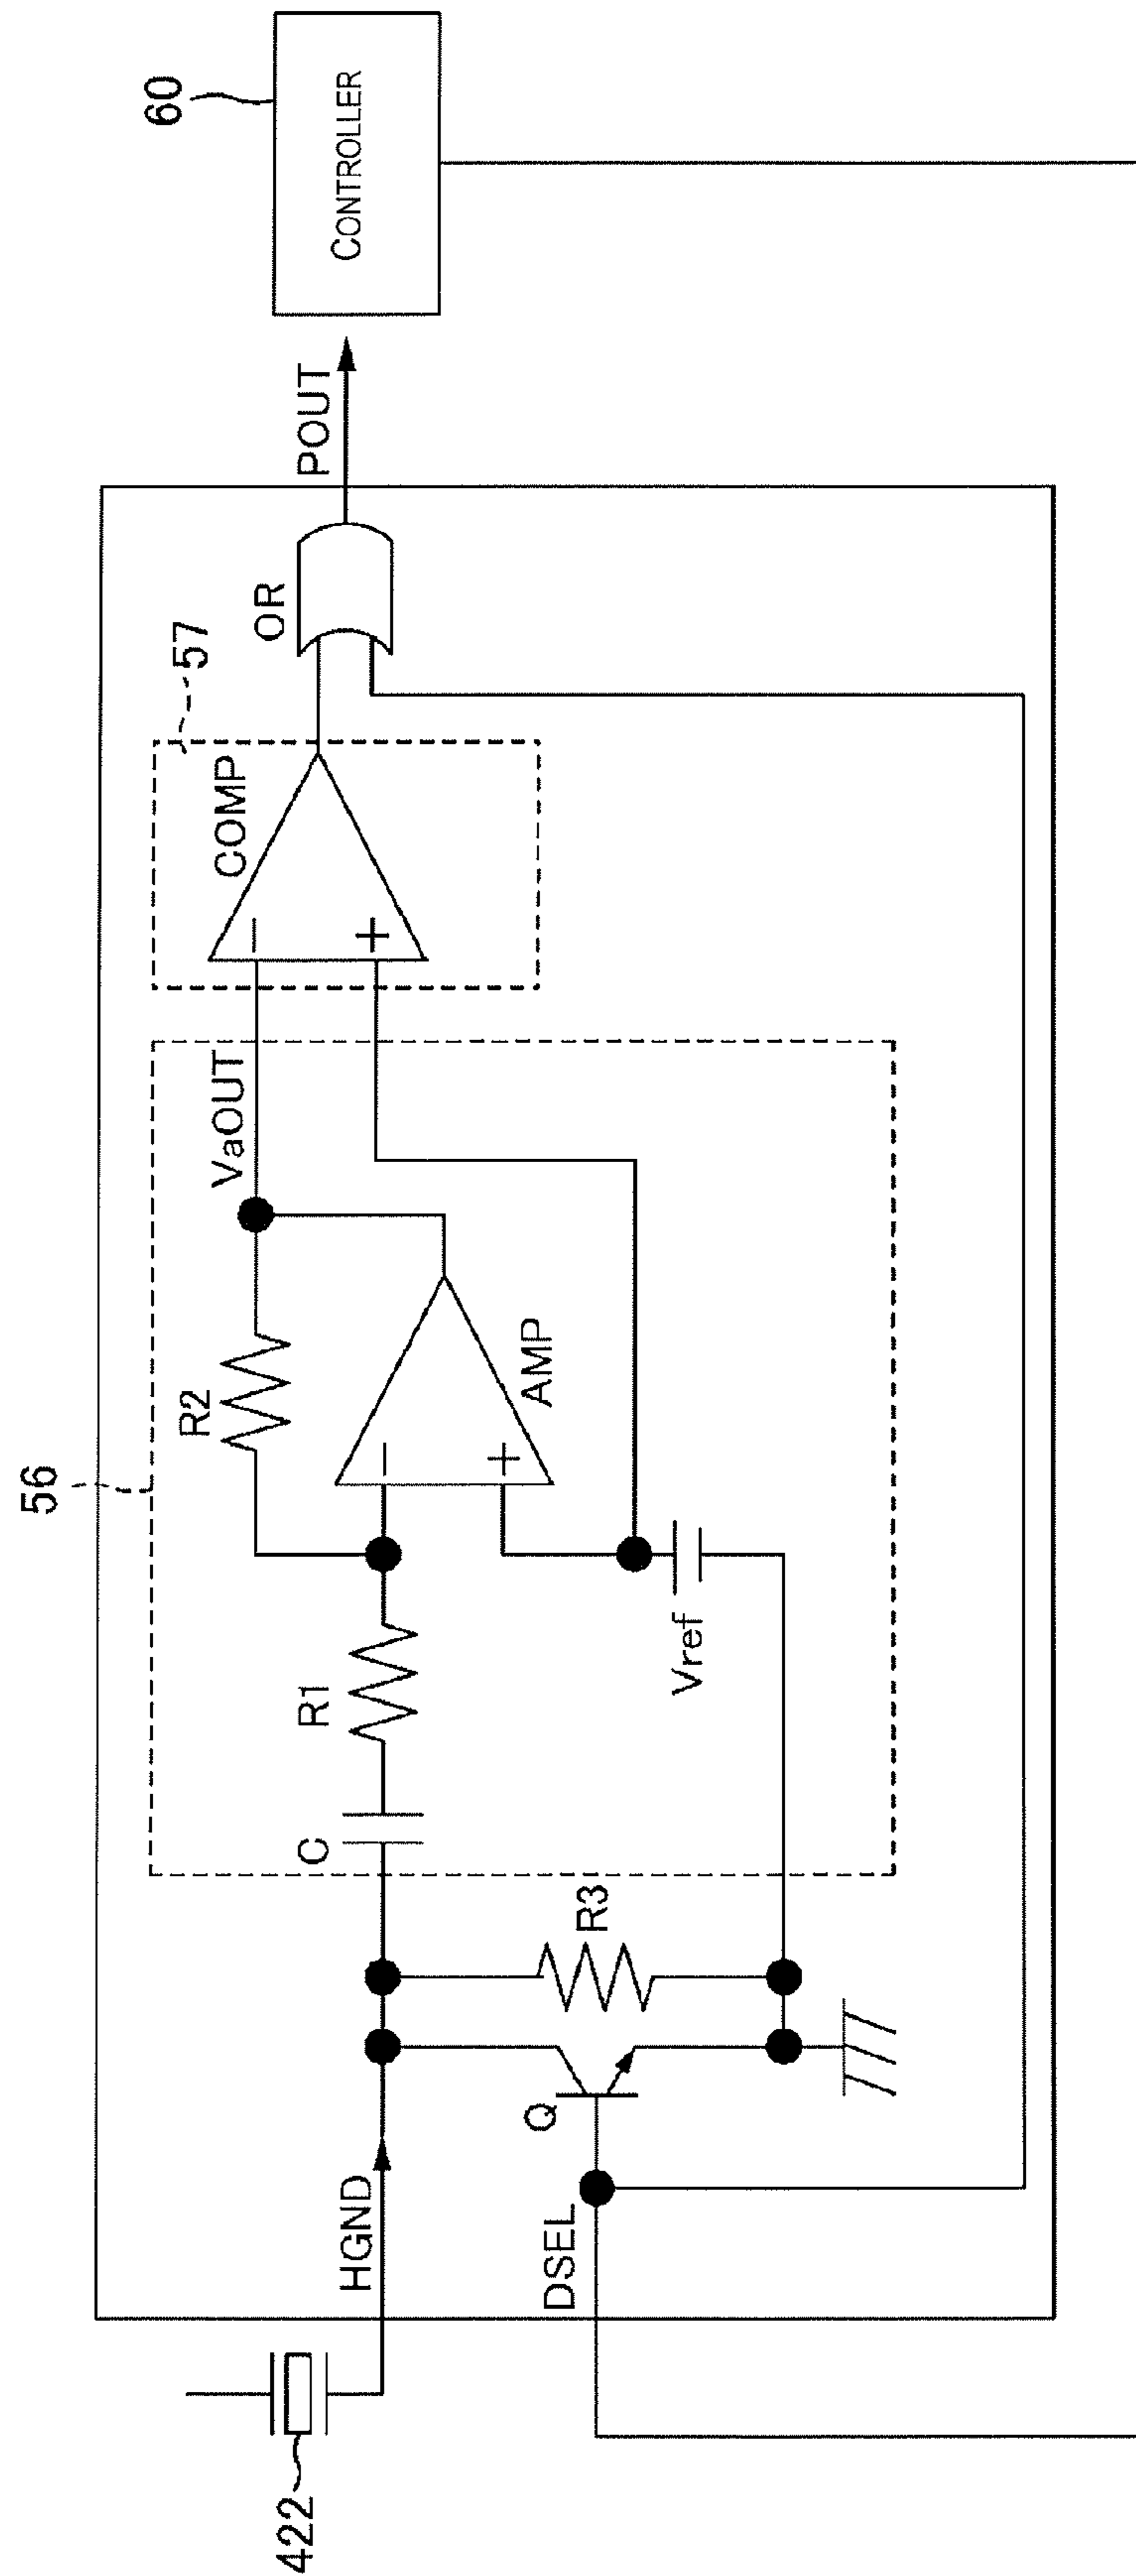 422
HGND
DSEL
Q
R3
56
C
R1
R2
Vref
−
+
AMP
VaOUT
57
COMP
−
+
OR
POUT
60
CONTROLLER